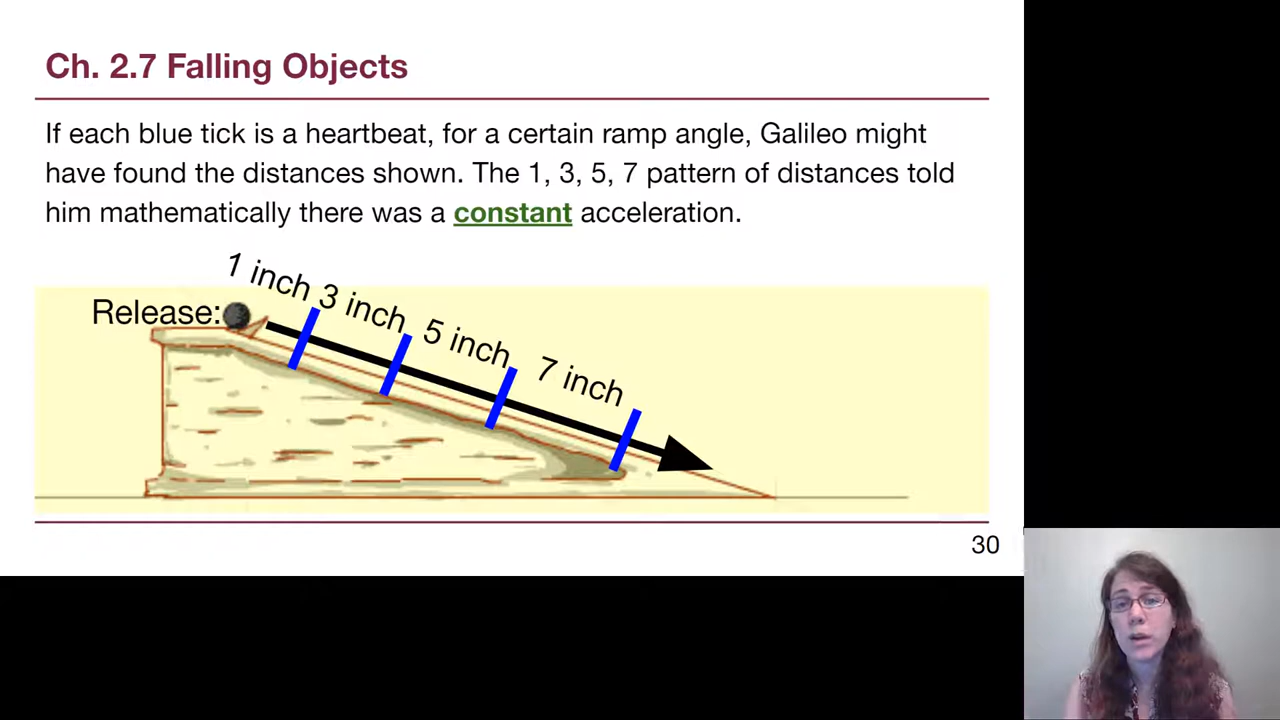 Ch. 2.7 Falling Objects
If each blue tick is a heartbeat, for a certain ramp angle, Galileo might
have found the distances shown. The 1, 3, 5, 7 pattern of distances told
him mathematically there was a constant acceleration.
1 inch
3 inch
5 inch
7 inch
Release:
30